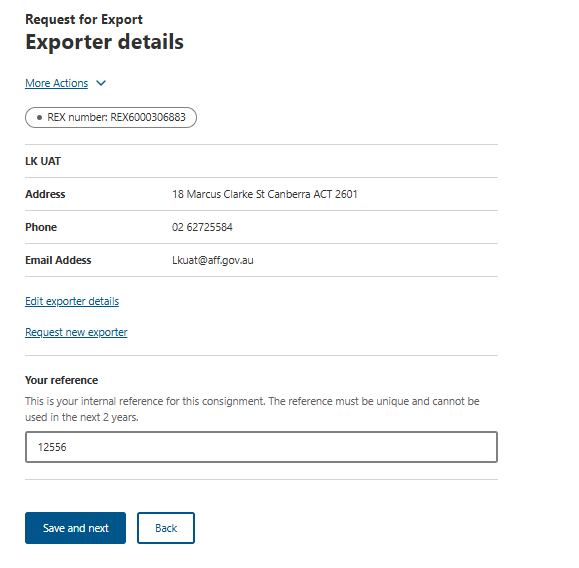 Request for Export
Exporter details
More Actions
REX number: REX6000306883
LK UAT
Address 18 Marcus Clarke St Canberra ACT 2601
Phone 02 62725584
Email Addess Lkuat@aff.gov.au
Edit exporter details
Request new exporter
Your reference
This is your internal reference for this consignment. The reference must be unique and cannot be
used in the next 2 years.
12556
Save and next Back